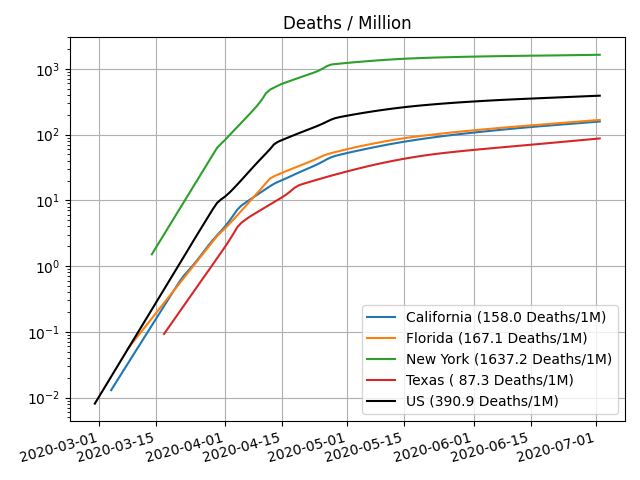 Deaths / Million
10³
10²
10¹
10⁰
10⁻¹
10⁻²
California (158.0 Deaths/1M)
Florida (167.1 Deaths/1M)
New York (1637.2 Deaths/1M)
Texas ( 87.3 Deaths/1M)
US (390.9 Deaths/1M)
2020-03-01
2020-03-15
2020-04-01
2020-04-15
2020-05-01
2020-05-15
2020-06-01
2020-06-15
2020-07-01